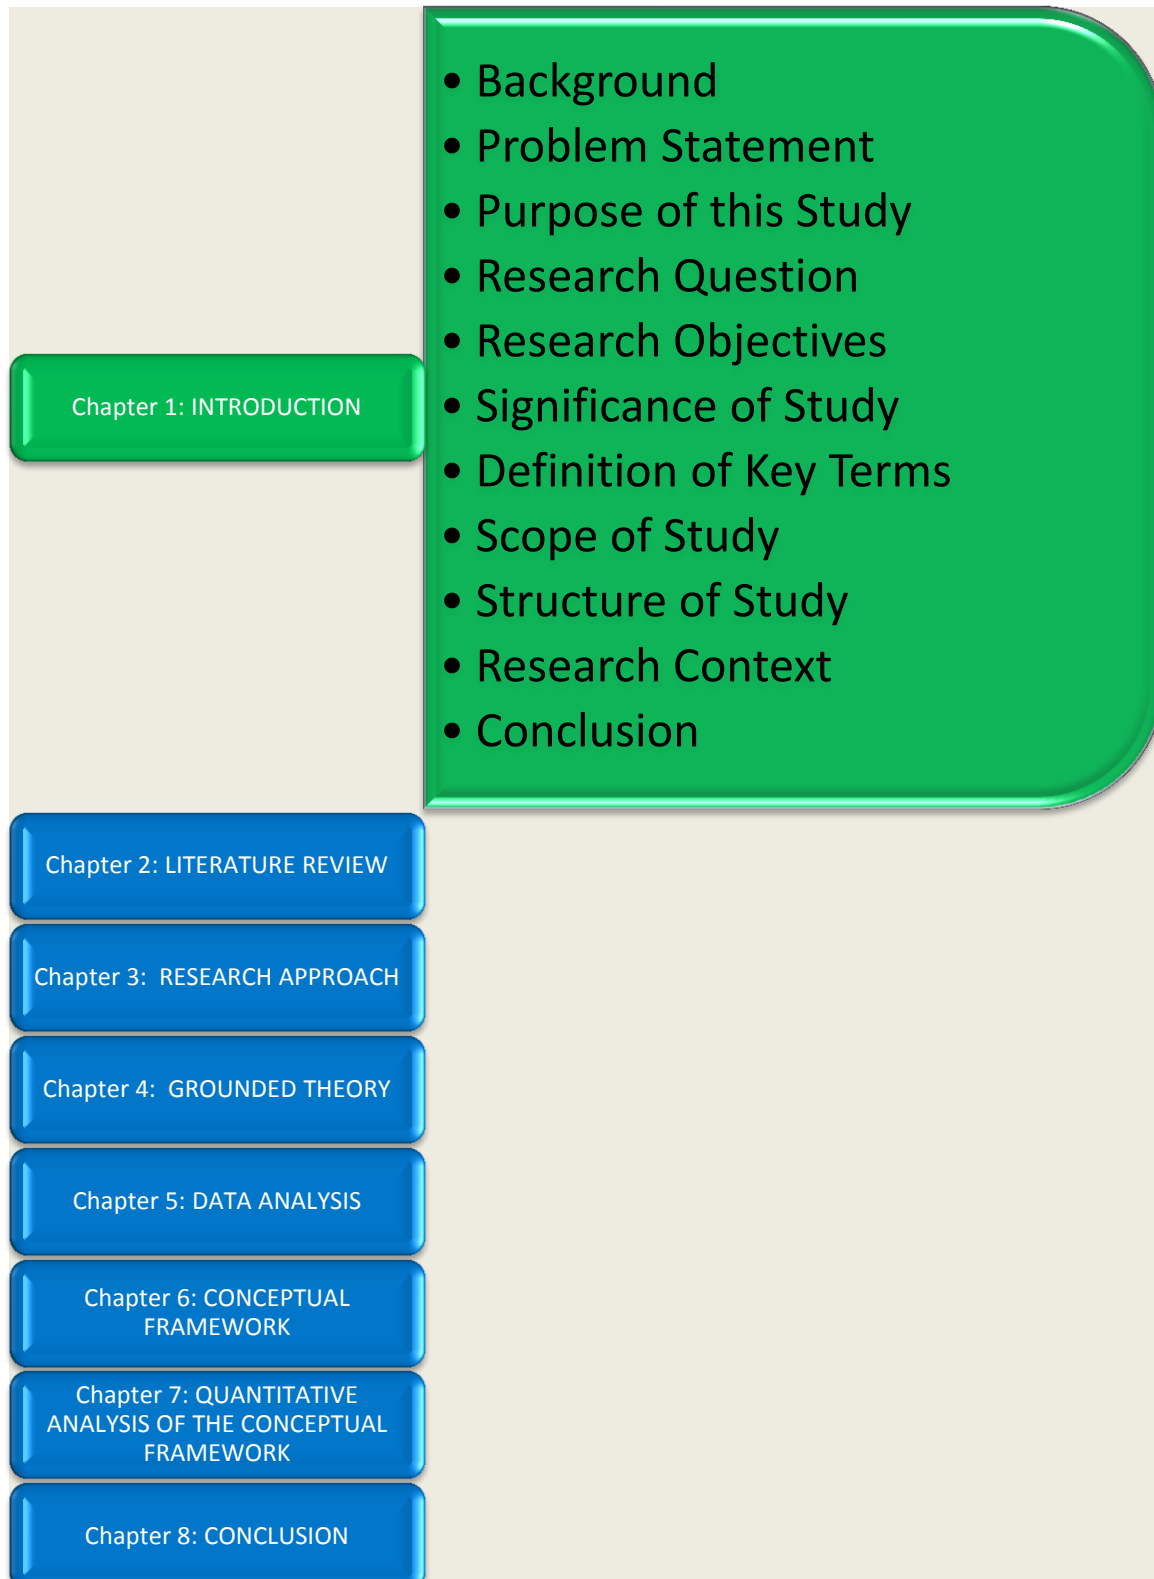 Chapter 1: INTRODUCTION
• Background
• Problem Statement
• Purpose of this Study
• Research Question
• Research Objectives
• Significance of Study
• Definition of Key Terms
• Scope of Study
• Structure of Study
• Research Context
• Conclusion
Chapter 2: LITERATURE REVIEW
Chapter 3:  RESEARCH APPROACH
Chapter 4:  GROUNDED THEORY
Chapter 5: DATA ANALYSIS
Chapter 6: CONCEPTUAL
FRAMEWORK
Chapter 7: QUANTITATIVE
ANALYSIS OF THE CONCEPTUAL
FRAMEWORK
Chapter 8: CONCLUSION